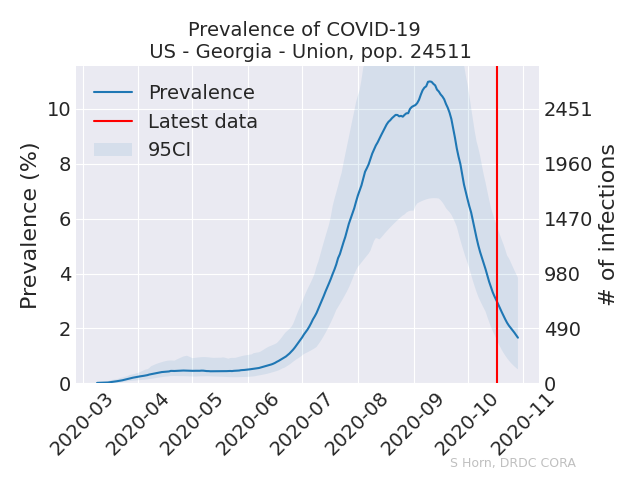 Prevalence of COVID-19
US - Georgia - Union, pop. 24511
Prevalence
Latest data
95CI
Prevalence (%)
10
8
6
4
2
0
2451
1960
1470
980
490
0
# of infections
2020-03
2020-04
2020-05
2020-06
2020-07
2020-08
2020-09
2020-10
2020-11
S Horn, DRDC CORA